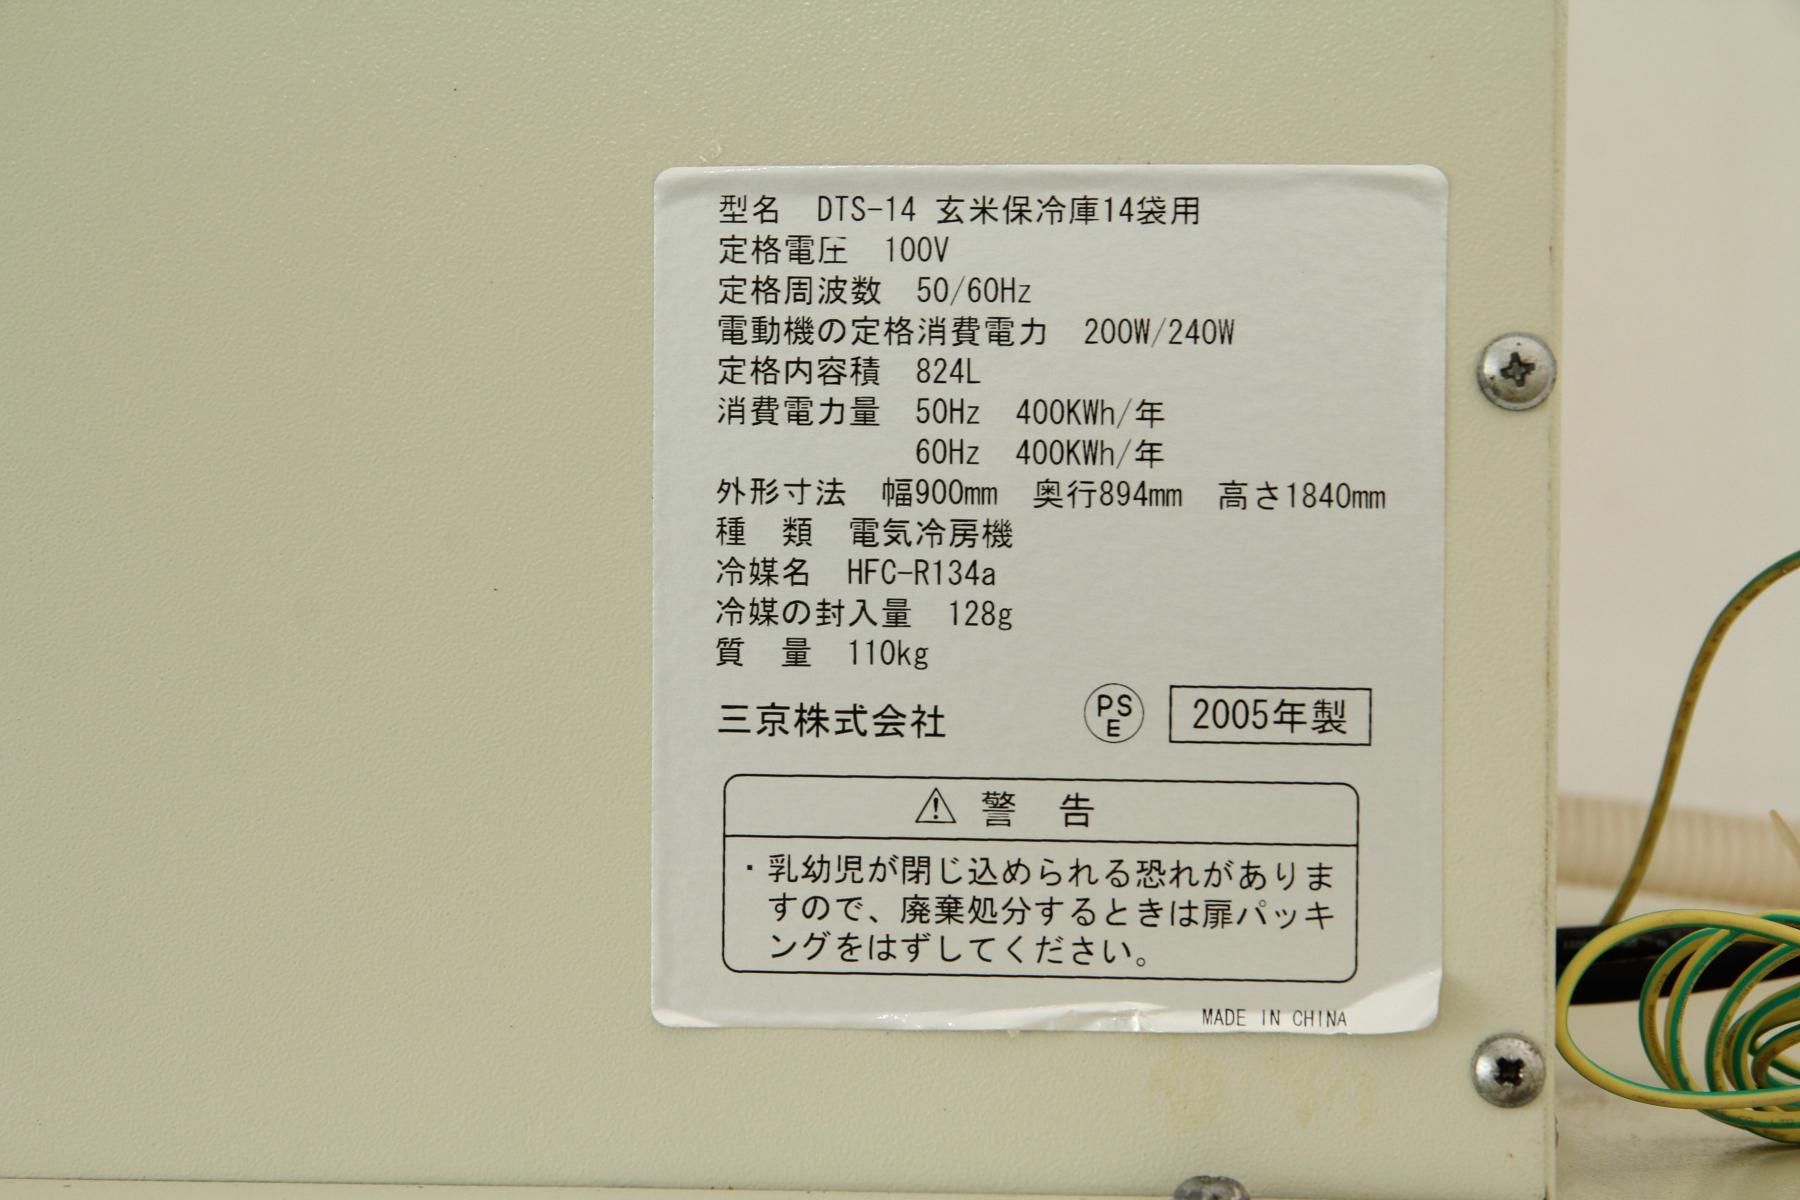 型名　DTS-14 玄米保冷庫14袋用
定格電圧　100V
定格周波数　50/60Hz
電動機の定格消費電力　200W/240W
定格内容積　824L
消費電力量　50Hz　400KWh/年
60Hz　400KWh/年
外形寸法　幅900mm　奥行894mm　高さ1840mm
種　類　電気冷房機
冷媒名　HFC-R134a
冷媒の封入量　128g
質　量　110kg
三京株式会社　PSE　2005年製
⚠ 警　告
・乳幼児が閉じ込められる恐れがありま
すので、廃棄処分するときは扉パッキ
ングをはずしてください。
MADE IN CHINA